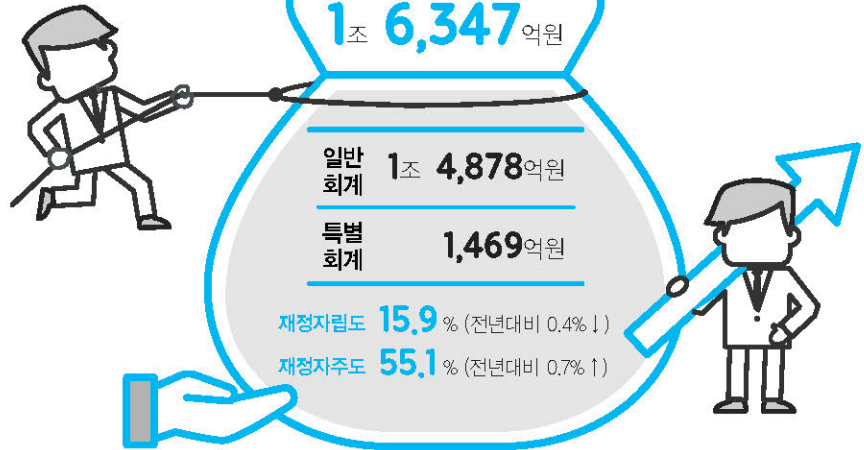 1조 6,347억원
일반
회계 1조 4,878억원
특별
회계 1,469억원
재정자립도 15.9 % (전년대비 0.4%↓)
재정자주도 55.1 % (전년대비 0.7%↑)